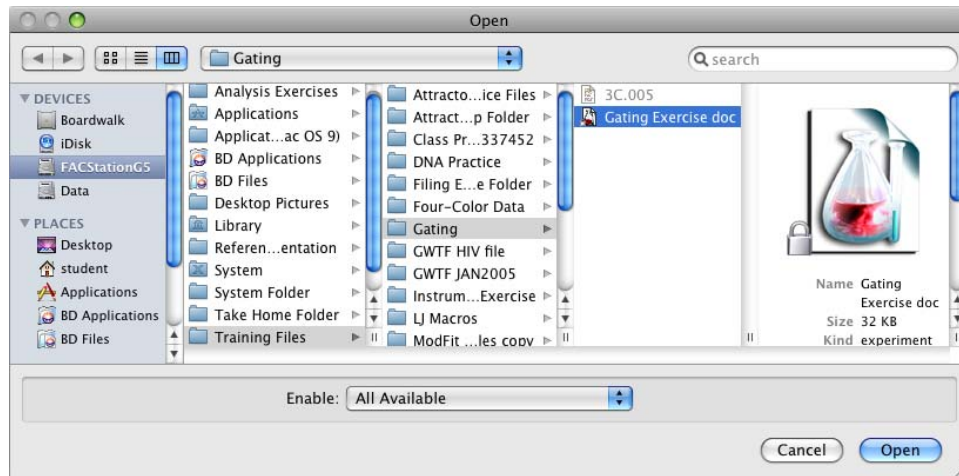 Open
Gating
search
DEVICES
Boardwalk
iDisk
FACStationG5
Data
PLACES
Desktop
student
Applications
BD Applications
BD Files
Analysis Exercises
Applications
Applicat...ac OS 9)
BD Applications
BD Files
Desktop Pictures
Library
Referen...entation
System
System Folder
Take Home Folder
Training Files
Attracto...ice Files
Attract...p Folder
Class Pr...337452
DNA Practice
Filing E...e Folder
Four-Color Data
Gating
GWTF HIV file
GWTF JAN2005
Instrum...Exercise
LJ Macros
ModFit ...les copy
3C.005
Gating Exercise doc
Name Gating
Exercise doc
Size 32 KB
Kind experiment
Enable: All Available
Cancel
Open